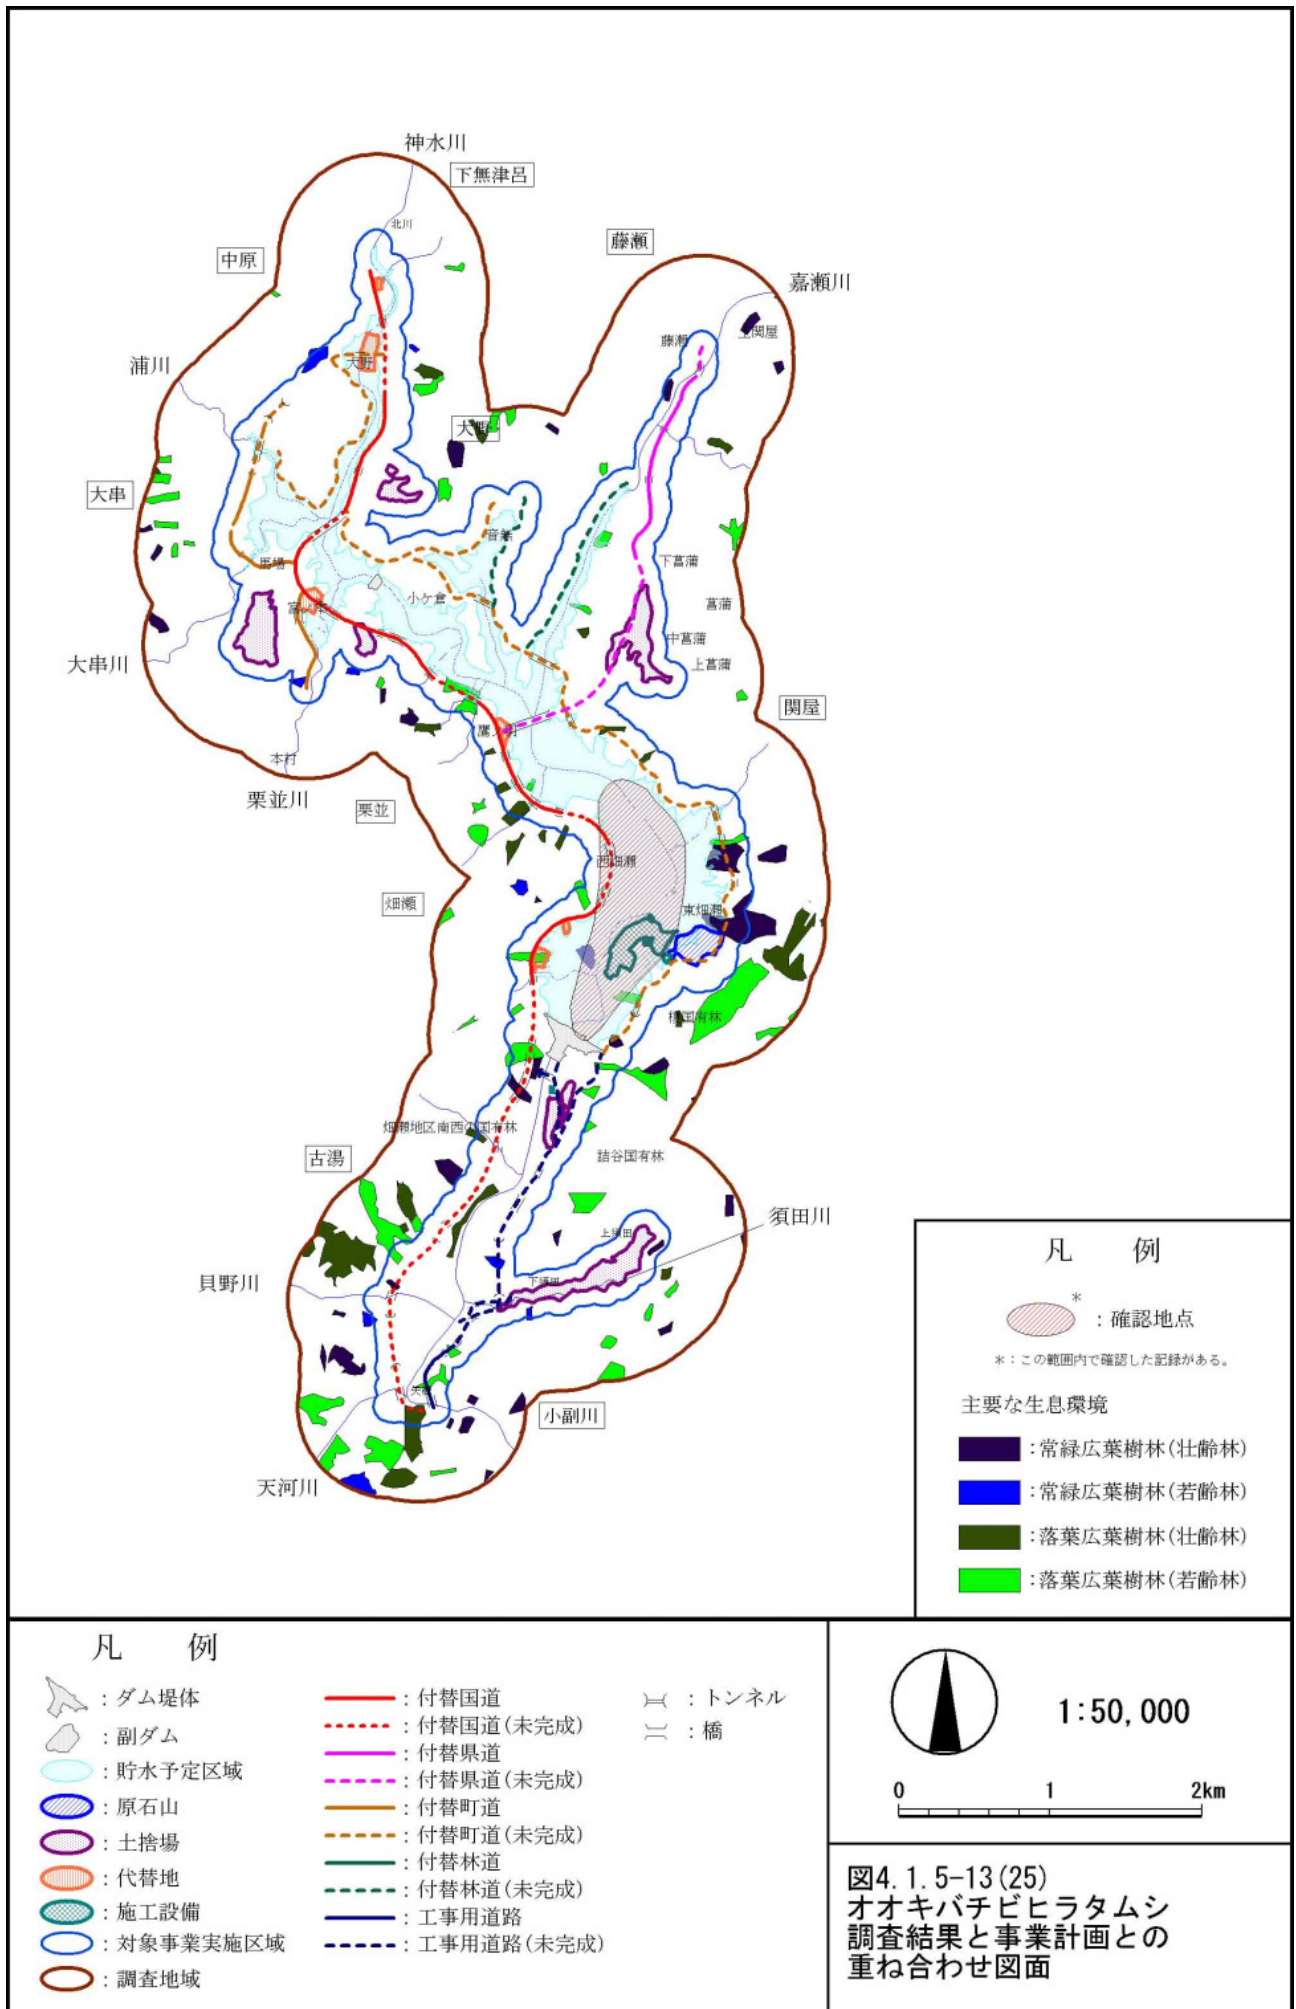 神水川
下無津呂
北川
中原
藤瀬
嘉瀬川
上関屋
藤瀬
浦川
大野
大野
大串
音無
馬場
下菖蒲
小ケ倉
菖蒲
中菖蒲
大串川
上菖蒲
関屋
本村
栗並川
栗並
西畑瀬
畑瀬
東畑瀬
国有林
畑瀬地区南西の国有林
古湯
詰谷国有林
須田川
上須田
貝野川
下須田
小副川
天河川
凡 例
*
：確認地点
＊：この範囲内で確認した記録がある。
主要な生息環境
：常緑広葉樹林(壮齢林)
：常緑広葉樹林(若齢林)
：落葉広葉樹林(壮齢林)
：落葉広葉樹林(若齢林)
凡 例
：ダム堤体
：副ダム
：貯水予定区域
：原石山
：土捨場
：代替地
：施工設備
：対象事業実施区域
：調査地域
：付替国道
：付替国道(未完成)
：付替県道
：付替県道(未完成)
：付替町道
：付替町道(未完成)
：付替林道
：付替林道(未完成)
：工事用道路
：工事用道路(未完成)
：トンネル
：橋
1:50,000
0 1 2km
図4.1.5-13(25)
オオキバチビヒラタムシ
調査結果と事業計画との
重ね合わせ図面